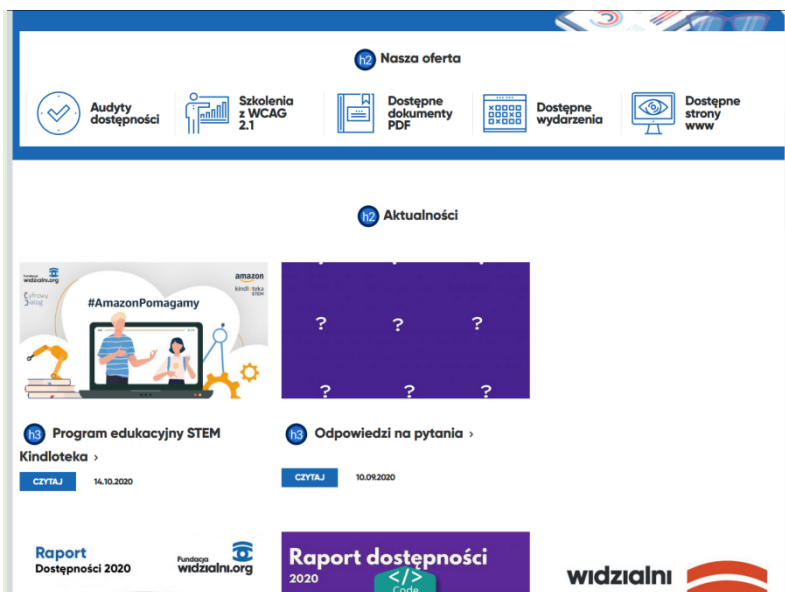 h2 Nasza oferta
Audyty
dostępności
Szkolenia
z WCAG
2.1
Dostępne
dokumenty
PDF
Dostępne
wydarzenia
Dostępne
strony
www
h2 Aktualności
Fundacja
widzialni.org
Cyfrowy
Dialog
amazon
kindloteka
STEM
#AmazonPomagamy
? ? ?
? ? ?
h3 Program edukacyjny STEM
Kindloteka ›
CZYTAJ 14.10.2020
h3 Odpowiedzi na pytania ›
CZYTAJ 10.09.2020
Raport
Dostępności 2020
Fundacja
widzialni.org
Raport dostępności
2020
</>
Code
widzialni